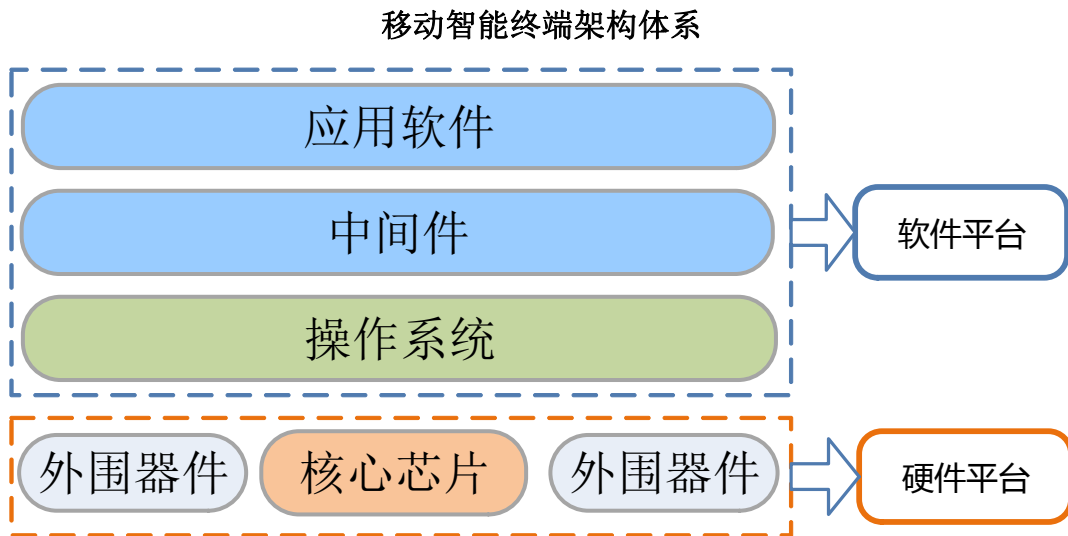 移动智能终端架构体系
应用软件
中间件
软件平台
操作系统
外围器件 核心芯片 外围器件
硬件平台